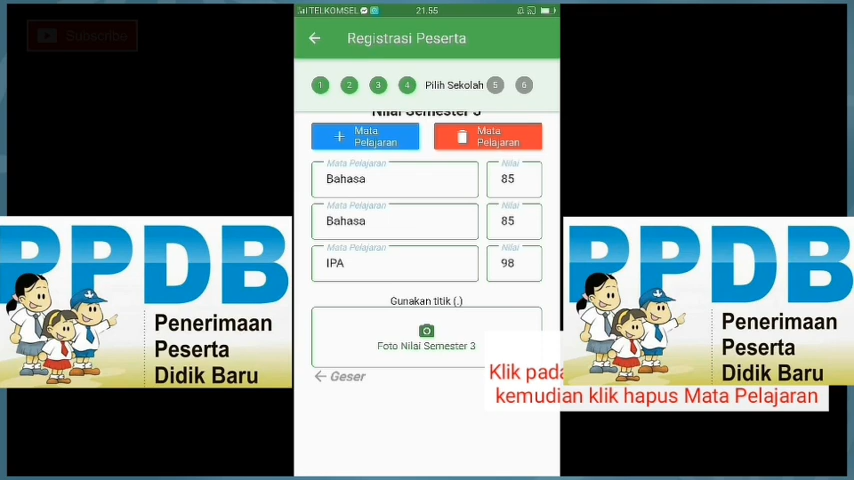 Subscribe
TELKOMSEL
21.55
Registrasi Peserta
1 2 3 4 Pilih Sekolah 5 6
Nilai Semester 3
+ Mata Pelajaran
Mata Pelajaran
Mata Pelajaran
Nilai
Bahasa
85
Mata Pelajaran
Nilai
Bahasa
85
Mata Pelajaran
Nilai
IPA
98
Gunakan titik (.)
Foto Nilai Semester 3
← Geser
PPDB
Penerimaan
Peserta
Didik Baru
PPDB
Penerimaan
Peserta
Didik Baru
Klik pada
kemudian klik hapus Mata Pelajaran